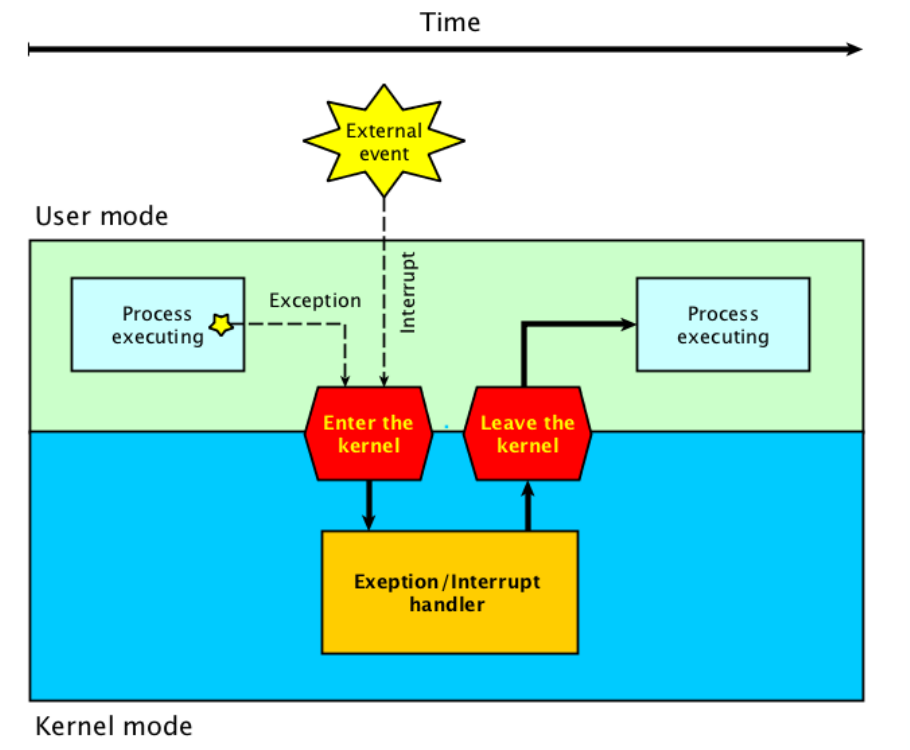 Time
External
event
User mode
Interrupt
Exception
Process
executing
Process
executing
Enter the
kernel
Leave the
kernel
Exeption/Interrupt
handler
Kernel mode